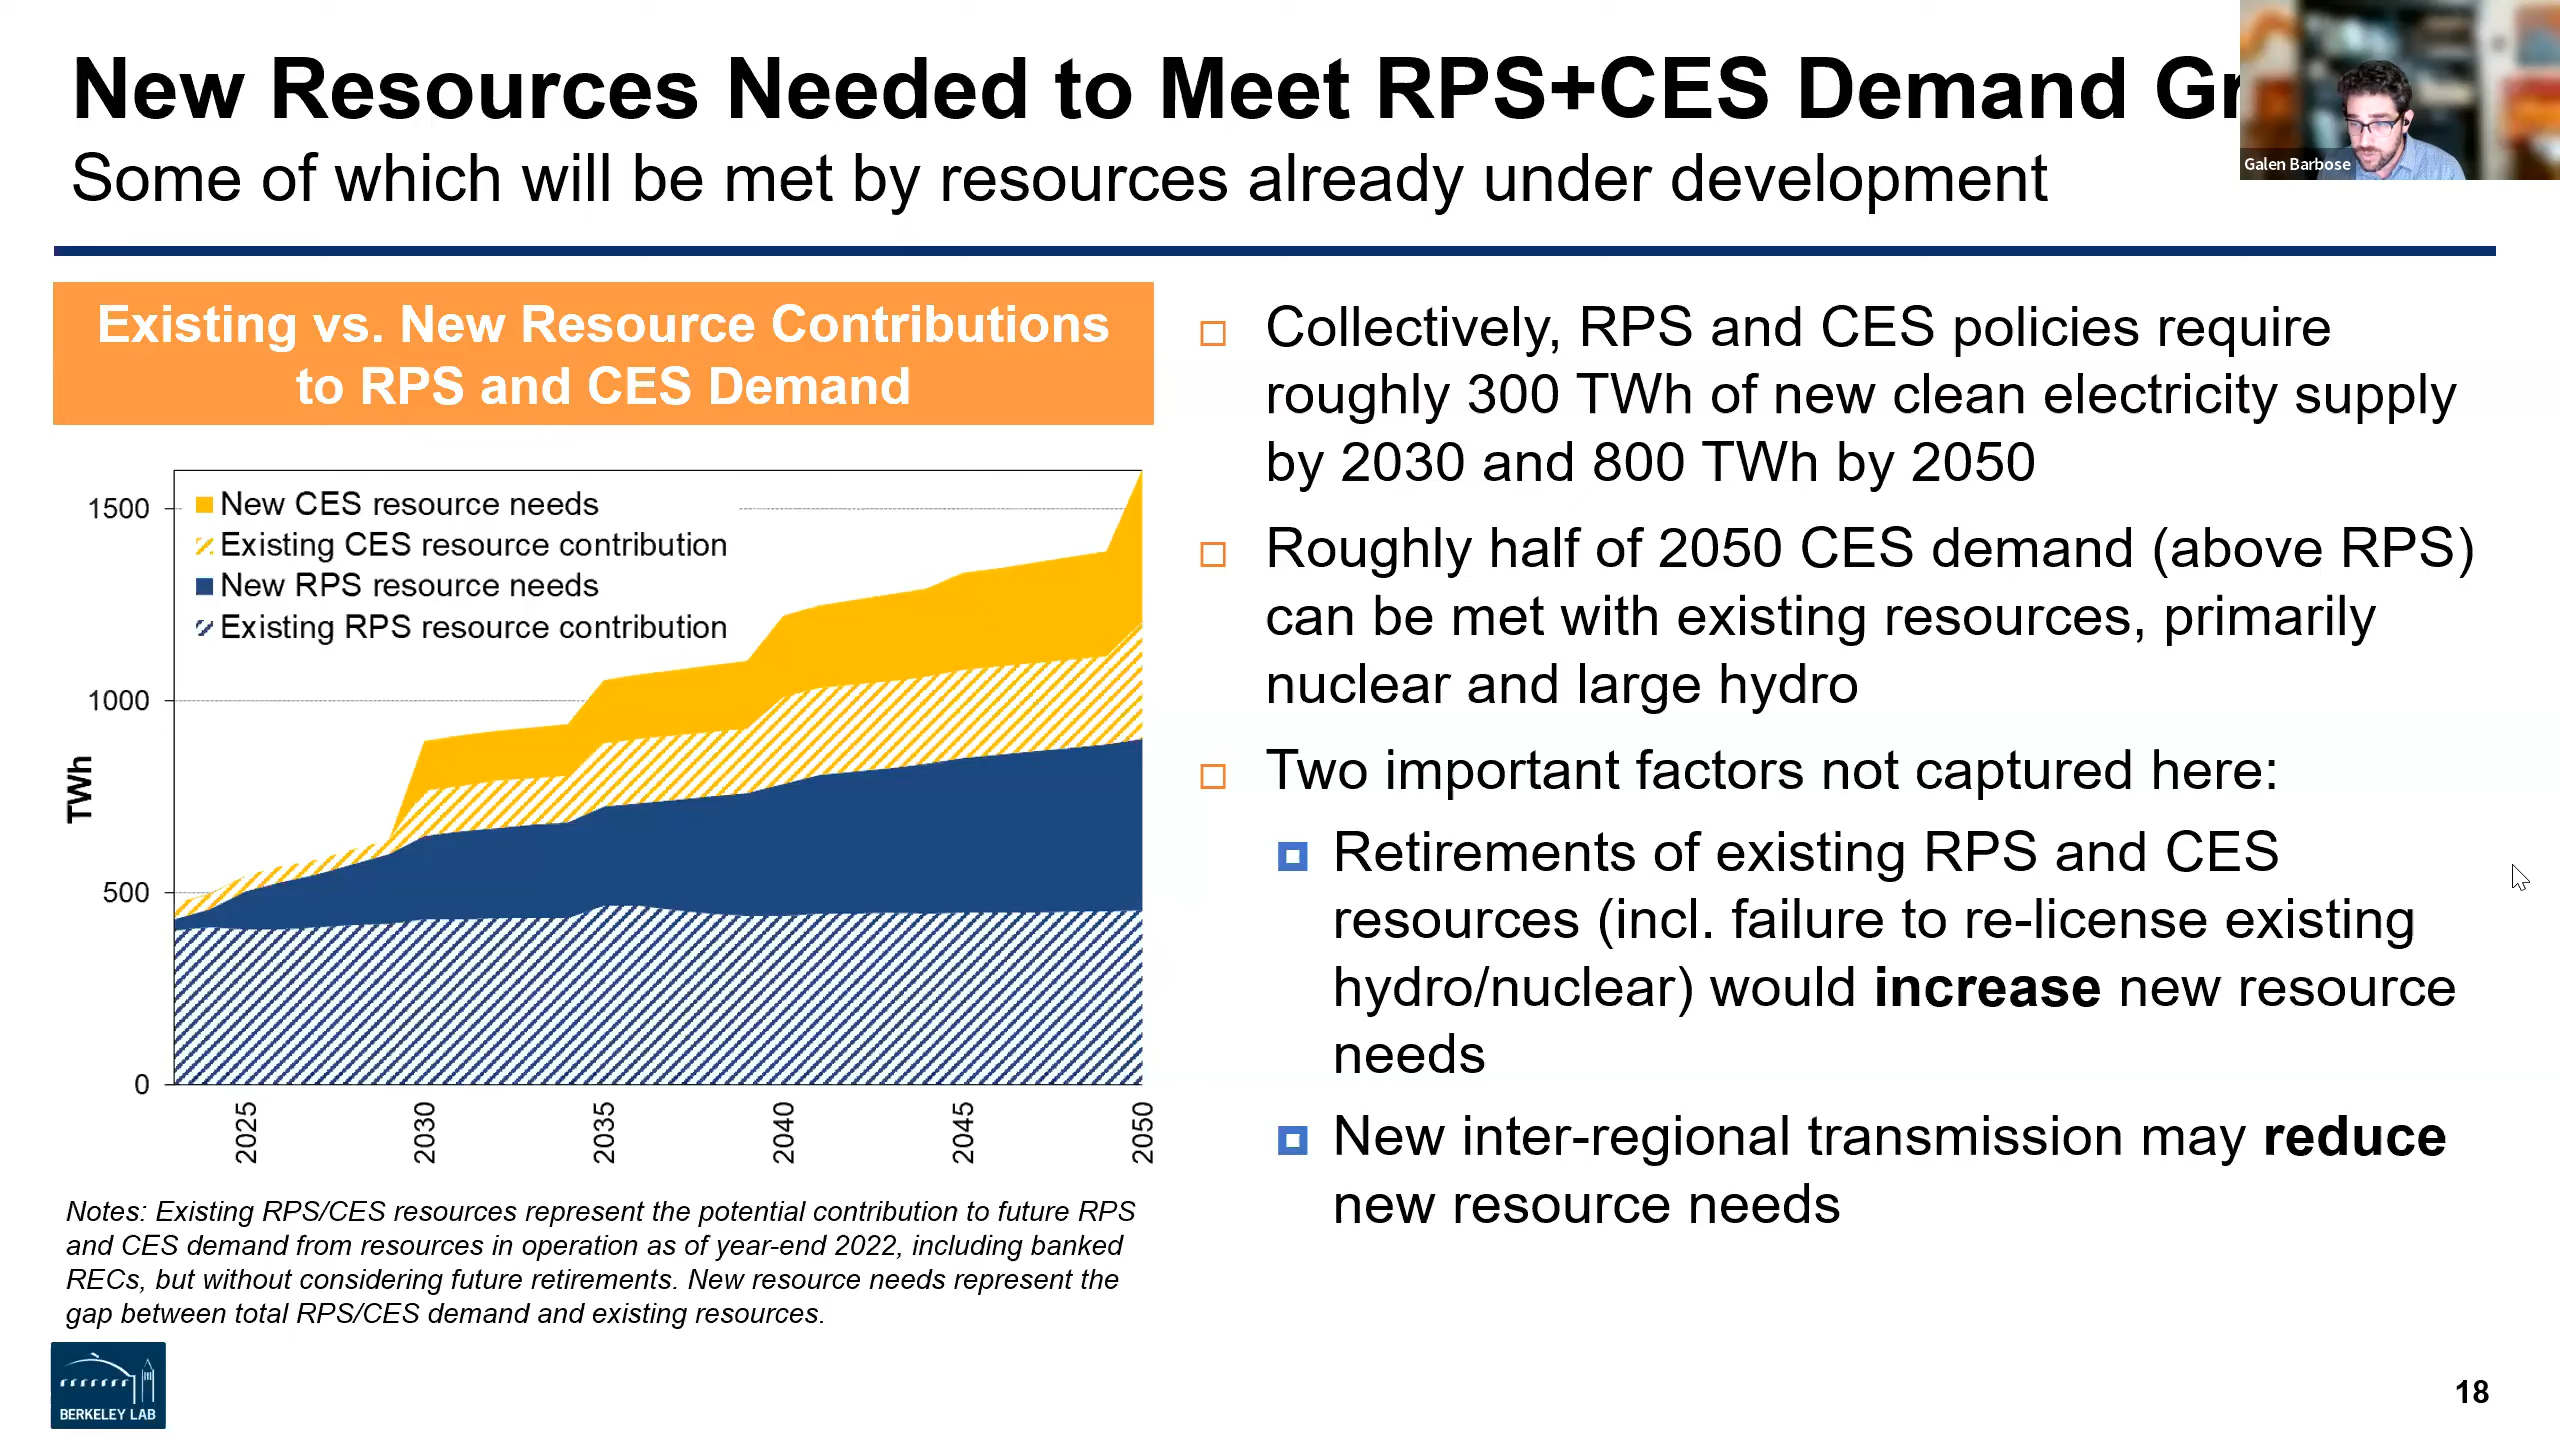 New Resources Needed to Meet RPS+CES Demand Gr
Some of which will be met by resources already under development
Galen Barbose
Existing vs. New Resource Contributions
to RPS and CES Demand
New CES resource needs
Existing CES resource contribution
New RPS resource needs
Existing RPS resource contribution
1500
1000
500
0
TWh
2025
2030
2035
2040
2045
2050
Notes: Existing RPS/CES resources represent the potential contribution to future RPS
and CES demand from resources in operation as of year-end 2022, including banked
RECs, but without considering future retirements. New resource needs represent the
gap between total RPS/CES demand and existing resources.
Collectively, RPS and CES policies require
roughly 300 TWh of new clean electricity supply
by 2030 and 800 TWh by 2050
Roughly half of 2050 CES demand (above RPS)
can be met with existing resources, primarily
nuclear and large hydro
Two important factors not captured here:
Retirements of existing RPS and CES
resources (incl. failure to re-license existing
hydro/nuclear) would increase new resource
needs
New inter-regional transmission may reduce
new resource needs
BERKELEY LAB
18